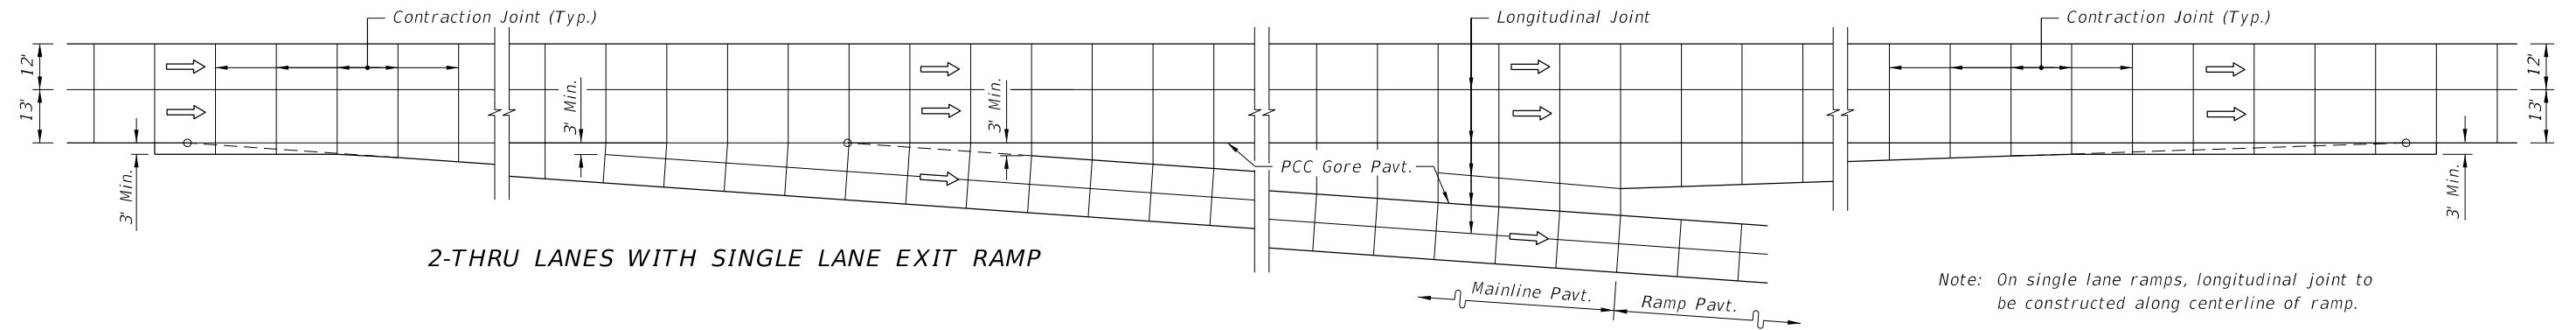 Contraction Joint (Typ.)
Longitudinal Joint
Contraction Joint (Typ.)
12'
13'
3' Min.
3' Min.
3' Min.
PCC Gore Pavt.
12'
13'
3' Min.
2-THRU LANES WITH SINGLE LANE EXIT RAMP
Mainline Pavt.
Ramp Pavt.
Note: On single lane ramps, longitudinal joint to
be constructed along centerline of ramp.